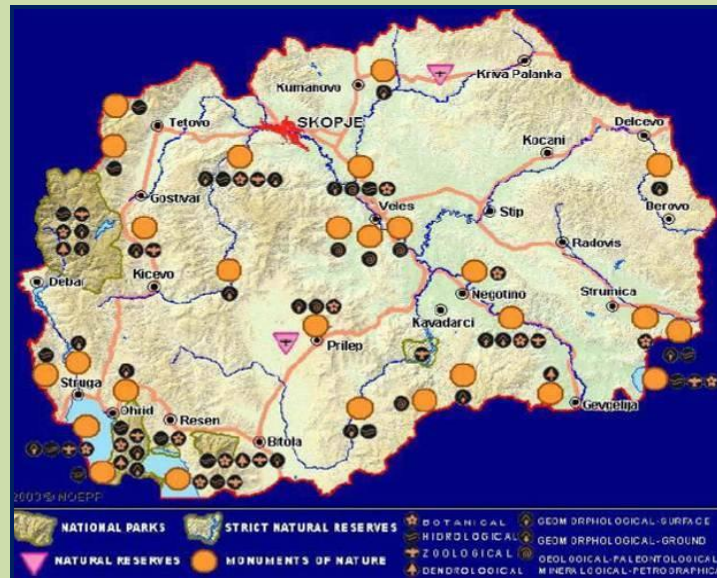 Kriva Palanka
Kumanovo
SKOPJE
Tetovo
Delcevo
Kocani
Gostivar
Veles
Stip
Berovo
Radovis
Debar
Kicevo
Negotino
Strumica
Kavadarci
Prilep
Struga
Ohrid
Resen
Gevgelija
Bitola
2003 © NOEPP
NATIONAL PARKS
STRICT NATURAL RESERVES
NATURAL RESERVES
MONUMENTS OF NATURE
BOTANICAL
HIDROLOGICAL
ZOOLOGICAL
DENDROLOGICAL
GEOMORPHOLOGICAL-SURFACE
GEOMORPHOLOGICAL-GROUND
GEOLOGICAL-PALEONTOLOGICAL
MINERALOGICAL-PETROGRAPHICAL